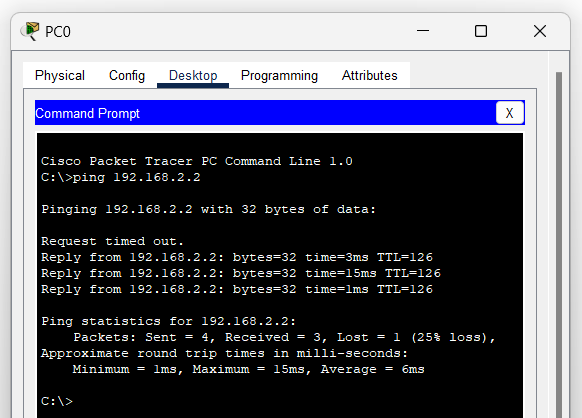 PC0
Physical Config Desktop Programming Attributes
Command Prompt
X
Cisco Packet Tracer PC Command Line 1.0
C:\>ping 192.168.2.2
Pinging 192.168.2.2 with 32 bytes of data:
Request timed out.
Reply from 192.168.2.2: bytes=32 time=3ms TTL=126
Reply from 192.168.2.2: bytes=32 time=15ms TTL=126
Reply from 192.168.2.2: bytes=32 time=1ms TTL=126
Ping statistics for 192.168.2.2:
Packets: Sent = 4, Received = 3, Lost = 1 (25% loss),
Approximate round trip times in milli-seconds:
Minimum = 1ms, Maximum = 15ms, Average = 6ms
C:\>